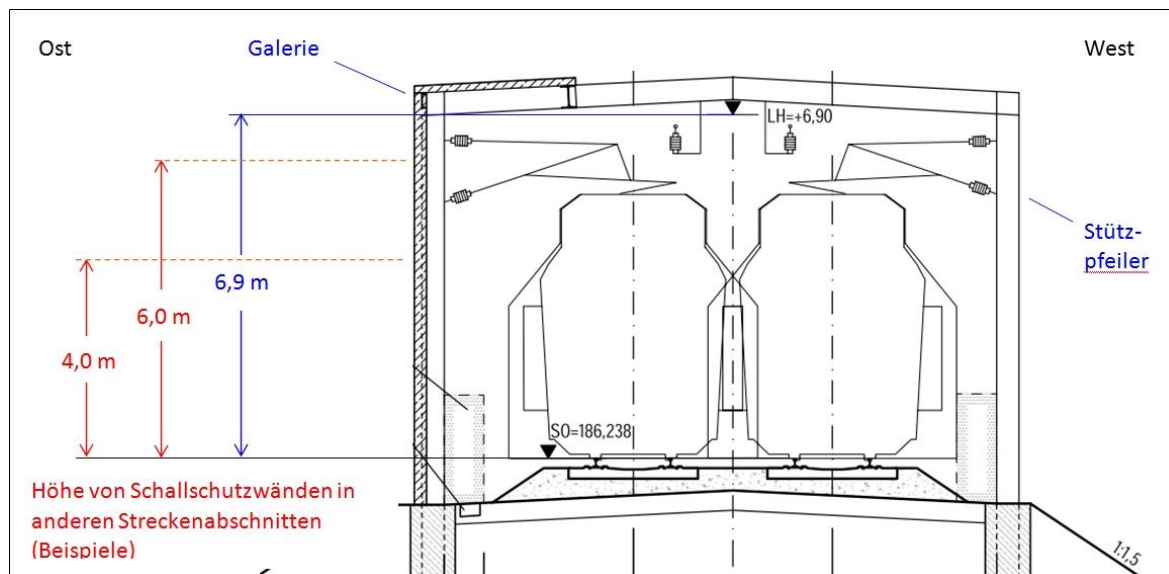 Ost
Galerie
West
LH=+6,90
Stütz-
pfeiler
6,9 m
6,0 m
4,0 m
SO=186,238
Höhe von Schallschutzwänden in
anderen Streckenabschnitten
(Beispiele)
1:1,5